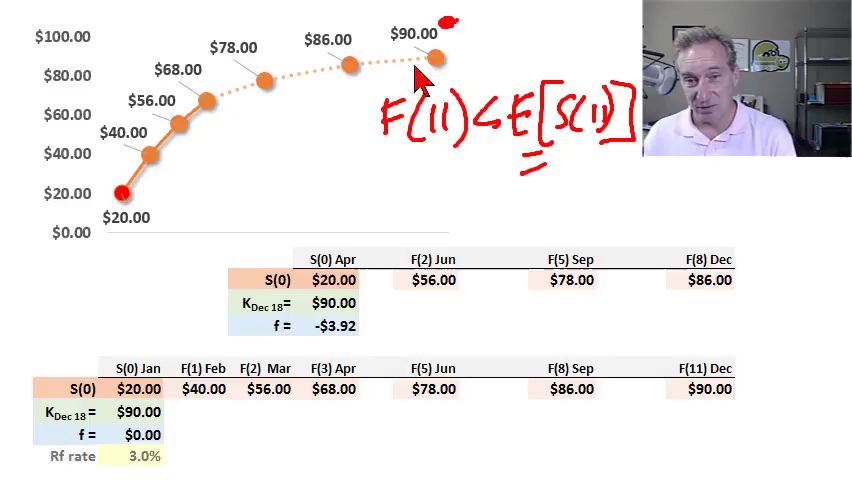 $100.00
$80.00
$60.00
$40.00
$20.00
$0.00
$20.00
$40.00
$56.00
$68.00
$78.00
$86.00
$90.00
F(11) < E[S(11)]
S(0) Apr F(2) Jun F(5) Sep F(8) Dec
S(0) $20.00 $56.00 $78.00 $86.00
KDec 18= $90.00
f = -$3.92
S(0) Jan F(1) Feb F(2) Mar F(3) Apr F(5) Jun F(8) Sep F(11) Dec
S(0) $20.00 $40.00 $56.00 $68.00 $78.00 $86.00 $90.00
KDec 18 = $90.00
f = $0.00
Rf rate 3.0%